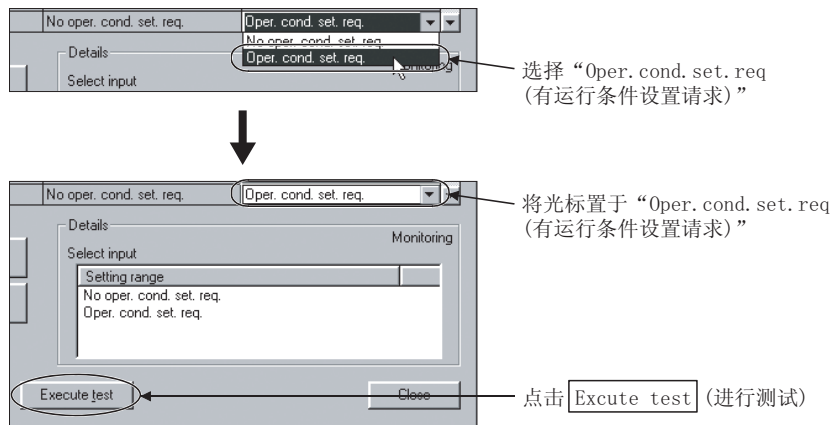 No oper. cond. set. req. Oper. cond. set. req.
No oper. cond. set. req.
Details
Oper. cond. set. req.
Monitoring
Select input
选择“Oper.cond.set.req
(有运行条件设置请求)”
No oper. cond. set. req. Oper. cond. set. req.
将光标置于“Oper.cond.set.req
(有运行条件设置请求)”
Details
Monitoring
Select input
Setting range
No oper. cond. set. req.
Oper. cond. set. req.
Execute test
Close
点击 Excute test (进行测试)